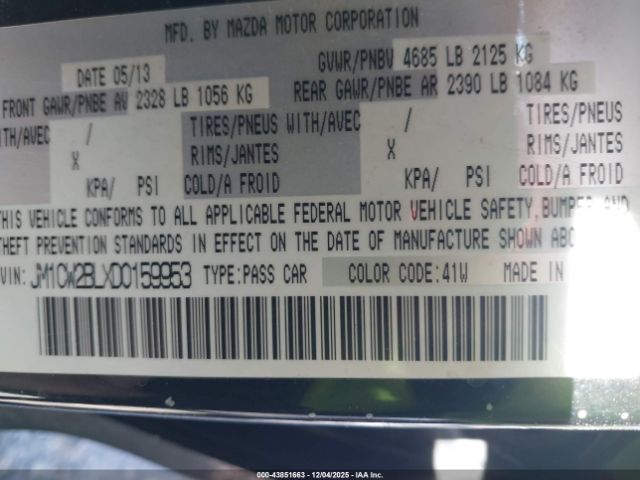 MFD. BY MAZDA MOTOR CORPORATION
DATE 05/13 GVWR/PNBV 4685 LB 2125 KG
FRONT GAWR/PNBE AV 2328 LB 1056 KG REAR GAWR/PNBE AR 2390 LB 1084 KG
WITH/AVEC / TIRES/PNEUS WITH/AVEC / TIRES/PNEUS
X RIMS/JANTES X RIMS/JANTES
KPA/ PSI COLD/A FROID KPA/ PSI COLD/A FROID
THIS VEHICLE CONFORMS TO ALL APPLICABLE FEDERAL MOTOR VEHICLE SAFETY, BUMPER AND
THEFT PREVENTION STANDARDS IN EFFECT ON THE DATE OF MANUFACTURE SHOWN ABO
VIN: JM1CW2BLXD0159953 TYPE:PASS CAR COLOR CODE:41W MADE IN
000-43851663 - 12/04/2025 - IAA Inc.